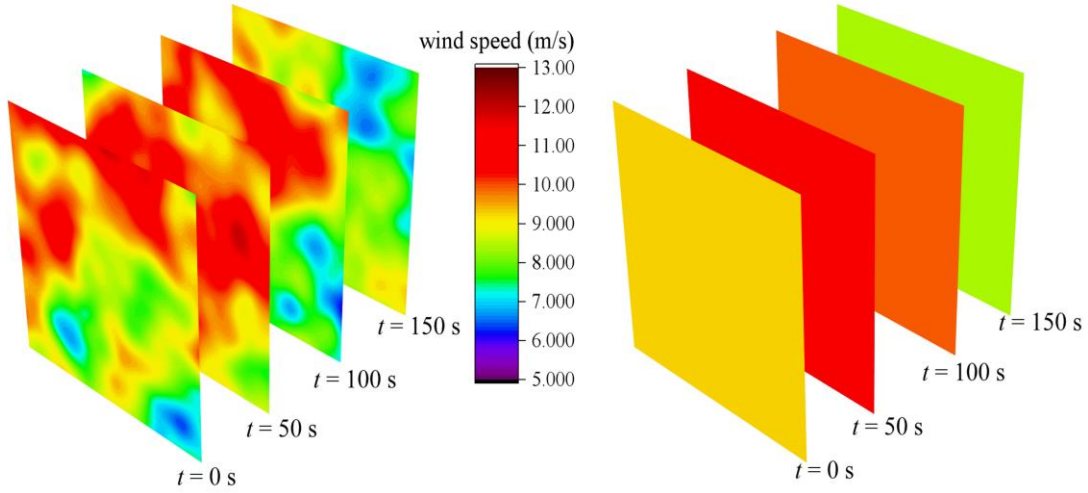 wind speed (m/s)
13.00
12.00
11.00
10.00
9.000
8.000
7.000
6.000
5.000
t = 150 s
t = 100 s
t = 50 s
t = 0 s
t = 150 s
t = 100 s
t = 50 s
t = 0 s